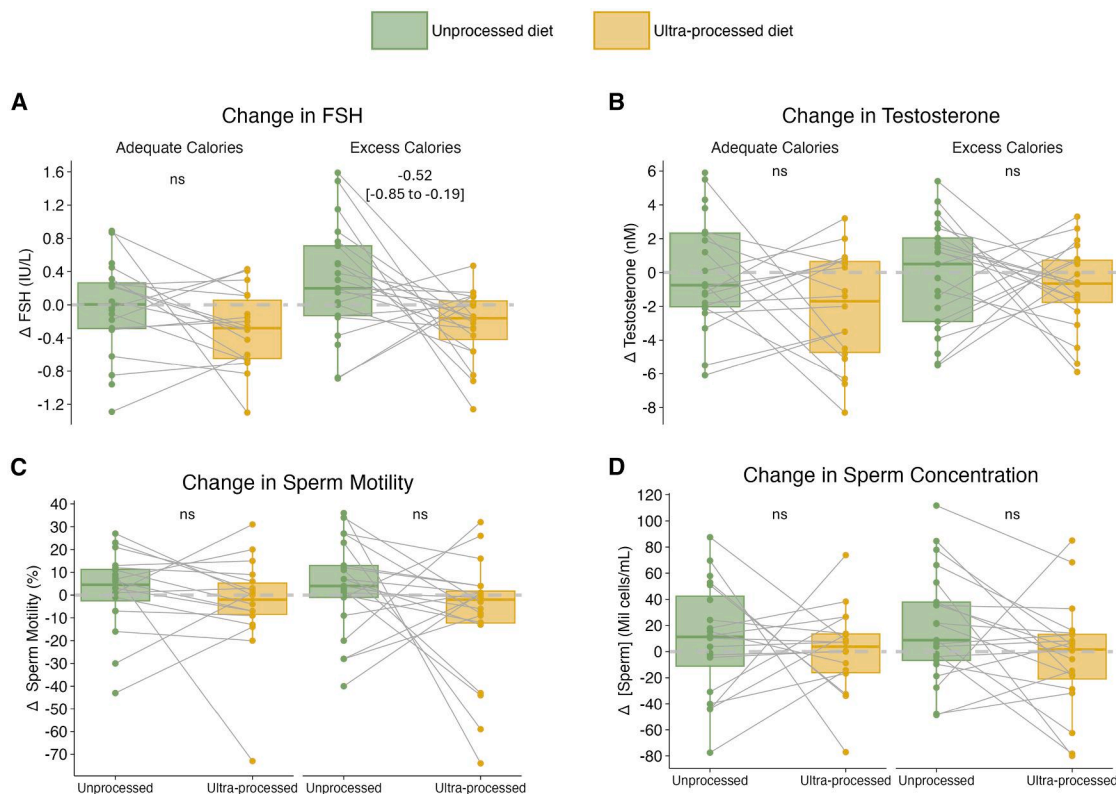 Unprocessed diet
Ultra-processed diet
A
Change in FSH
Adequate Calories
Excess Calories
1.6
1.2
0.8
0.4
0.0
-0.4
-0.8
-1.2
Δ FSH (IU/L)
ns
-0.52
[-0.85 to -0.19]
B
Change in Testosterone
Adequate Calories
Excess Calories
6
4
2
0
-2
-4
-6
-8
Δ Testosterone (nM)
ns
ns
C
Change in Sperm Motility
40
30
20
10
0
-10
-20
-30
-40
-50
-60
-70
Δ Sperm Motility (%)
ns
ns
Unprocessed
Ultra-processed
Unprocessed
Ultra-processed
D
Change in Sperm Concentration
120
100
80
60
40
20
0
-20
-40
-60
-80
Δ [Sperm] (Mill cells/mL)
ns
ns
Unprocessed
Ultra-processed
Unprocessed
Ultra-processed